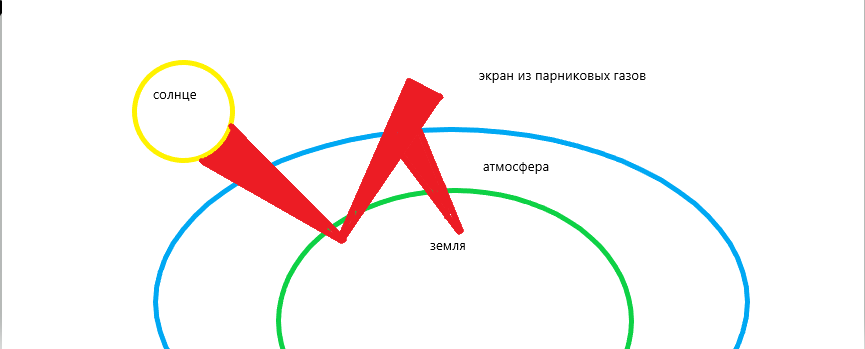 экран из парниковых газов
солнце
атмосфера
земля